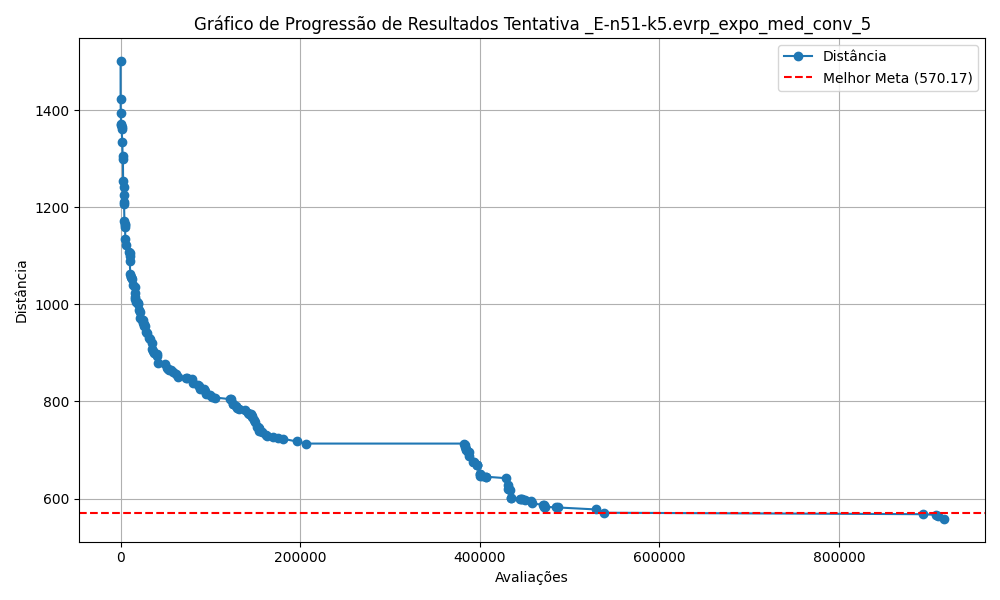 Gráfico de Progressão de Resultados Tentativa _E-n51-k5.evrp_expo_med_conv_5
Distância
Melhor Meta (570.17)
1400
1200
1000
800
600
Distância
0
200000
400000
600000
800000
Avaliações